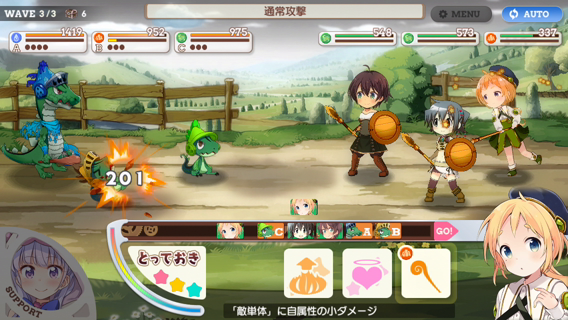 WAVE 3/3
6
通常攻撃
MENU
AUTO
1419
A
952
B
975
C
548
573
337
201
C
A
B
GO!
とっておき
SUPPORT
「敵単体」に自属性の小ダメージ